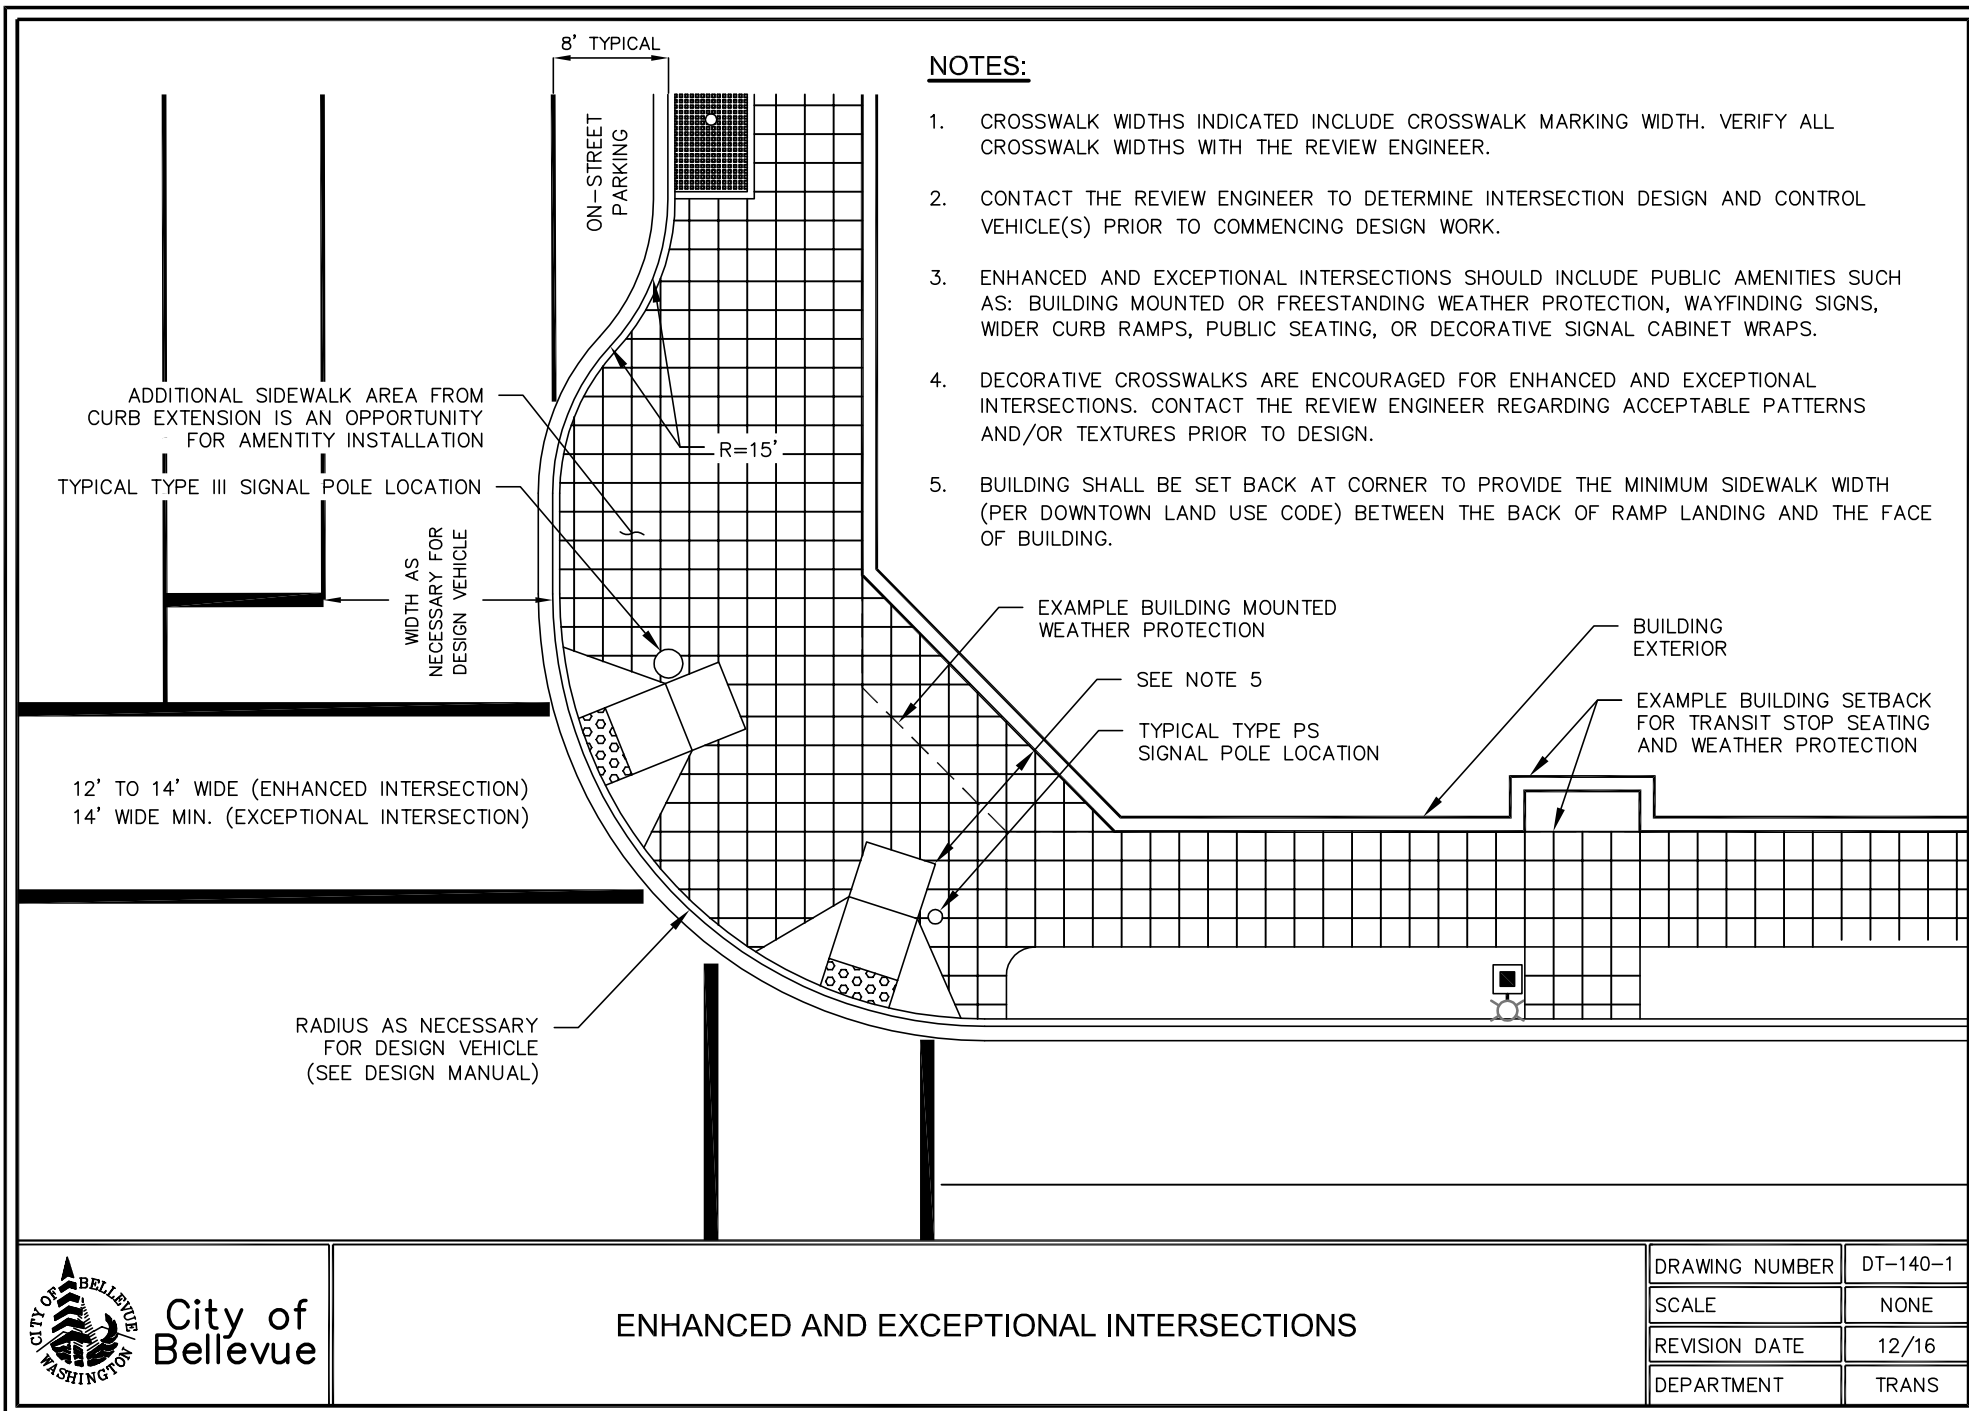 8' TYPICAL
ON-STREET
PARKING
NOTES:
1. CROSSWALK WIDTHS INDICATED INCLUDE CROSSWALK MARKING WIDTH. VERIFY ALL
CROSSWALK WIDTHS WITH THE REVIEW ENGINEER.
2. CONTACT THE REVIEW ENGINEER TO DETERMINE INTERSECTION DESIGN AND CONTROL
VEHICLE(S) PRIOR TO COMMENCING DESIGN WORK.
3. ENHANCED AND EXCEPTIONAL INTERSECTIONS SHOULD INCLUDE PUBLIC AMENITIES SUCH
AS: BUILDING MOUNTED OR FREESTANDING WEATHER PROTECTION, WAYFINDING SIGNS,
WIDER CURB RAMPS, PUBLIC SEATING, OR DECORATIVE SIGNAL CABINET WRAPS.
4. DECORATIVE CROSSWALKS ARE ENCOURAGED FOR ENHANCED AND EXCEPTIONAL
INTERSECTIONS. CONTACT THE REVIEW ENGINEER REGARDING ACCEPTABLE PATTERNS
AND/OR TEXTURES PRIOR TO DESIGN.
5. BUILDING SHALL BE SET BACK AT CORNER TO PROVIDE THE MINIMUM SIDEWALK WIDTH
(PER DOWNTOWN LAND USE CODE) BETWEEN THE BACK OF RAMP LANDING AND THE FACE
OF BUILDING.
ADDITIONAL SIDEWALK AREA FROM
CURB EXTENSION IS AN OPPORTUNITY
FOR AMENTITY INSTALLATION
R=15'
TYPICAL TYPE III SIGNAL POLE LOCATION
WIDTH AS
NECESSARY FOR
DESIGN VEHICLE
EXAMPLE BUILDING MOUNTED
WEATHER PROTECTION
SEE NOTE 5
TYPICAL TYPE PS
SIGNAL POLE LOCATION
BUILDING
EXTERIOR
EXAMPLE BUILDING SETBACK
FOR TRANSIT STOP SEATING
AND WEATHER PROTECTION
12' TO 14' WIDE (ENHANCED INTERSECTION)
14' WIDE MIN. (EXCEPTIONAL INTERSECTION)
RADIUS AS NECESSARY
FOR DESIGN VEHICLE
(SEE DESIGN MANUAL)
CITY OF BELLEVUE
WASHINGTON
City of
Bellevue
ENHANCED AND EXCEPTIONAL INTERSECTIONS
DRAWING NUMBER DT-140-1
SCALE NONE
REVISION DATE 12/16
DEPARTMENT TRANS